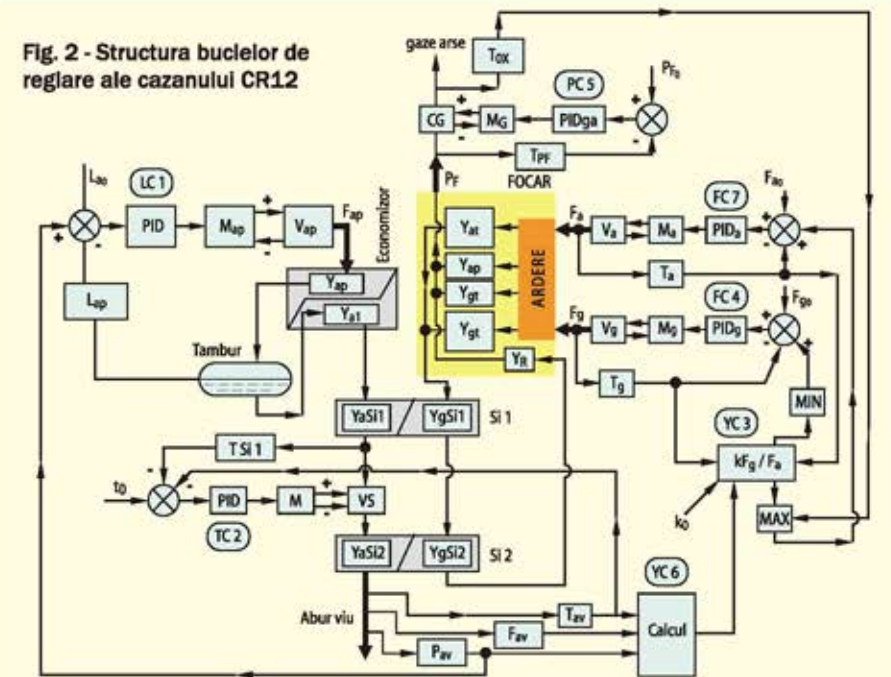 Fig. 2 - Structura buclelor de
reglare ale cazanului CR12
gaze arse
Tox
PF₀
PC 5
CG
+
-
MG
PIDga
+
-
TPF
PF
FOCAR
Lao
LC 1
+
-
PID
Map
+
-
Vap
Fap
Economizor
Lap
Yap
Ya1
Tambur
Yat
Yap
Ygt
Ygt
YR
ARDERE
Fa
Va
Ma
FC 7
PIDa
Fao
-
+
+
Ta
FC 4
Fg
Vg
Mg
PIDg
Fgo
+
-
+
Tg
MIN
YC 3
kFg / Fa
ko
MAX
YaSi1
YgSi1
Si 1
T Si 1
-
-
to
PID
M
+
-
VS
TC 2
YaSi2
YgSi2
Si 2
YC 6
Abur viu
Tav
Fav
Pav
Calcul